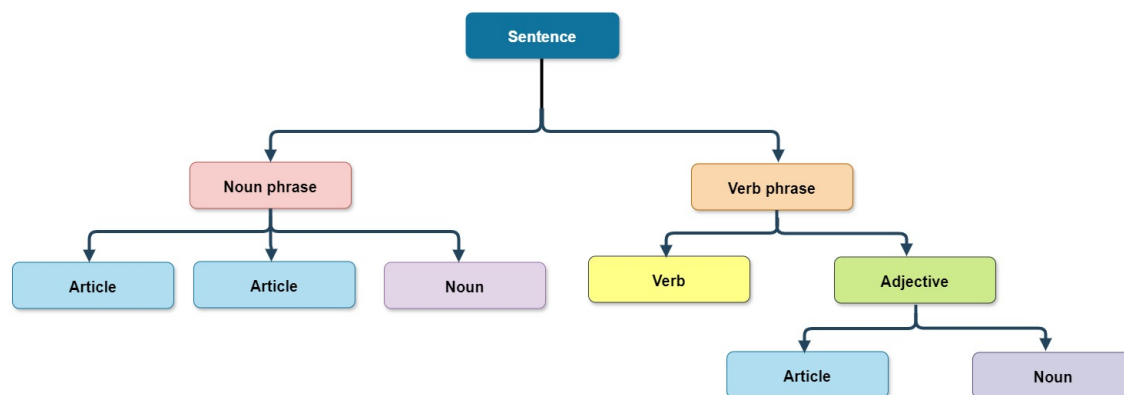 Sentence
Noun phrase
Verb phrase
Article
Article
Noun
Verb
Adjective
Article
Noun